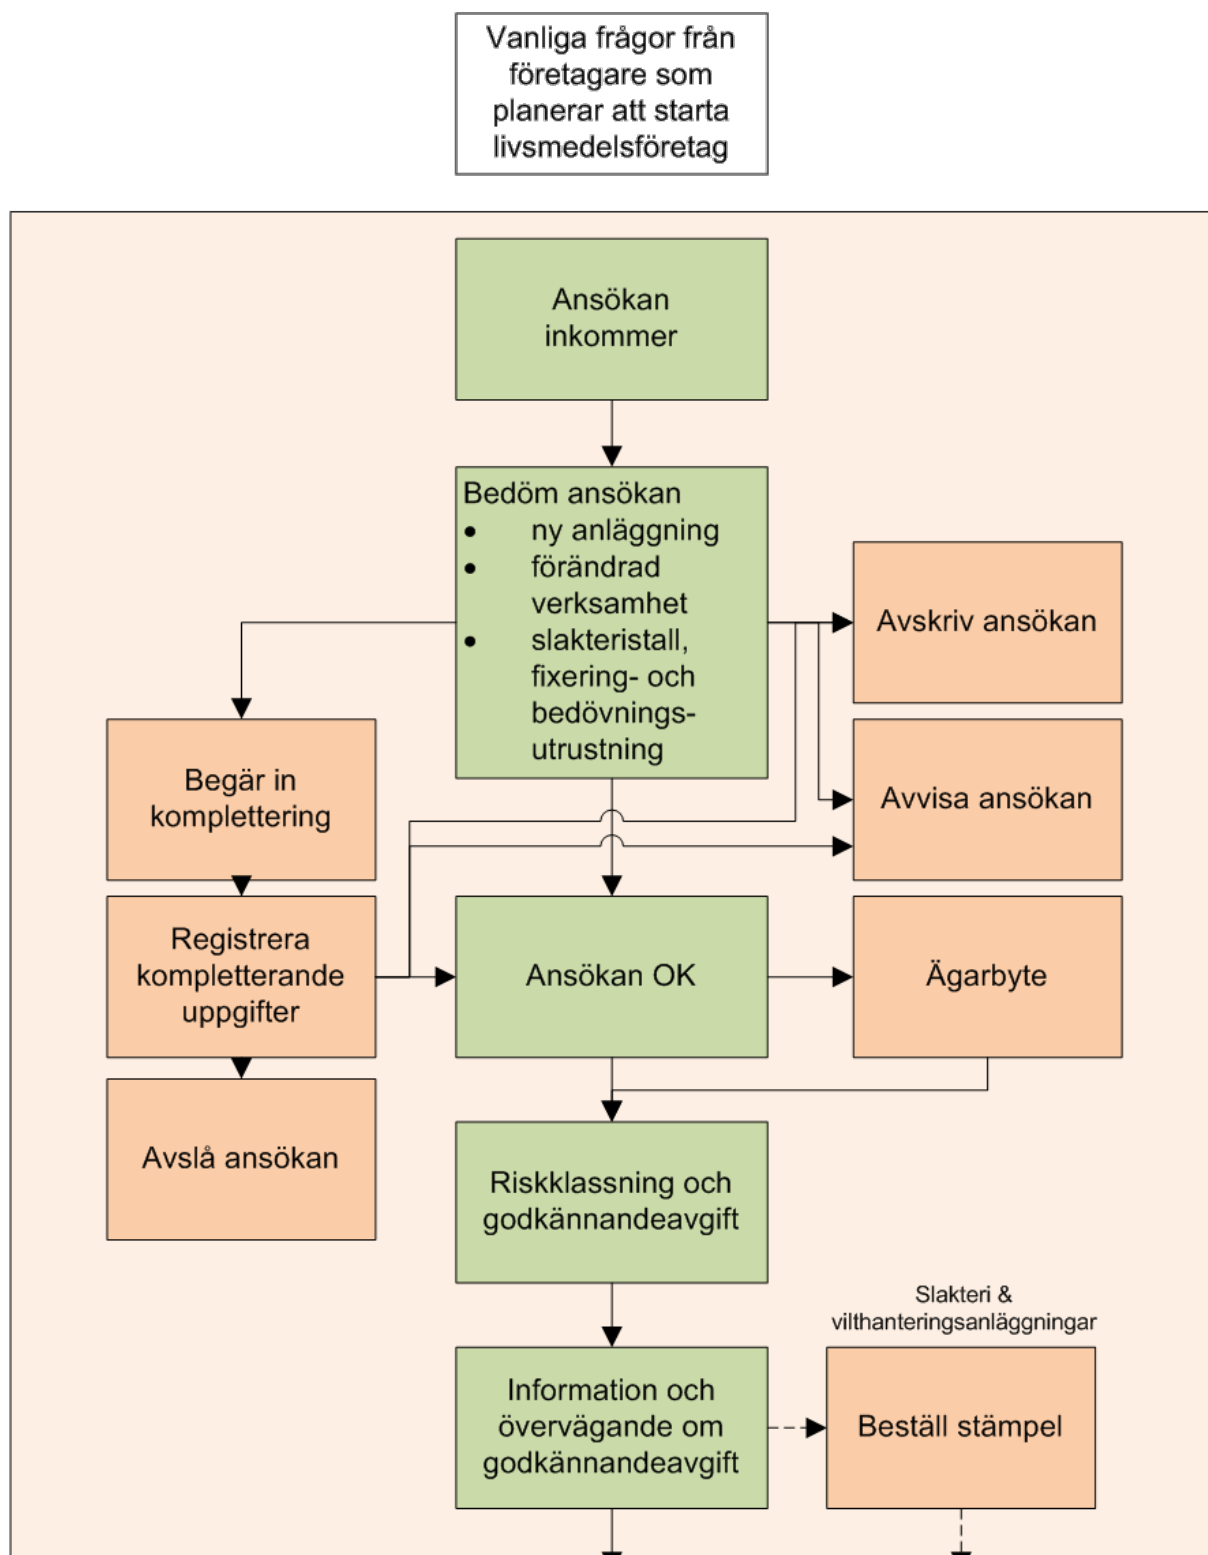 Vanliga frågor från
företagare som
planerar att starta
livsmedelsföretag
Ansökan
inkommer
Bedöm ansökan
• ny anläggning
• förändrad
verksamhet
• slakteristall,
fixering- och
bedövnings-
utrustning
Avskriv ansökan
Begär in
komplettering
Avvisa ansökan
Registrera
kompletterande
uppgifter
Ansökan OK
Ägarbyte
Avslå ansökan
Riskklassning och
godkännandeavgift
Slakteri &
vilthanteringsanläggningar
Information och
övervägande om
godkännandeavgift
Beställ stämpel